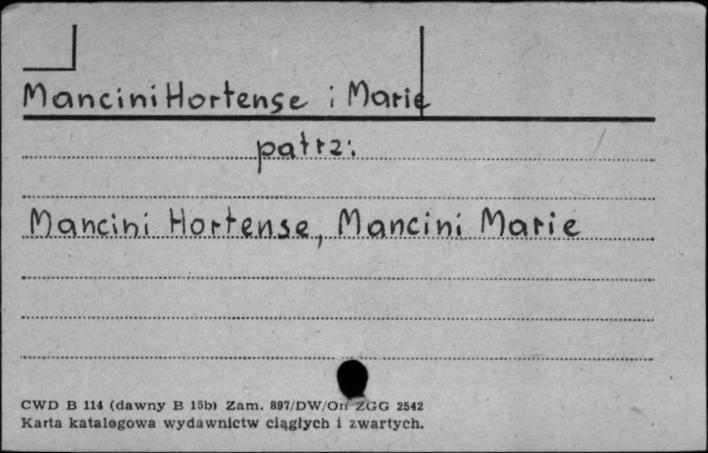 Mancini Hortense i Marie
patrz:
Mancini Hortense, Mancini Marie
CWD B 114 (dawny B 15b) Zam. 897/DW/On ZGG 2542
Karta katalogowa wydawnictw ciągłych i zwartych.